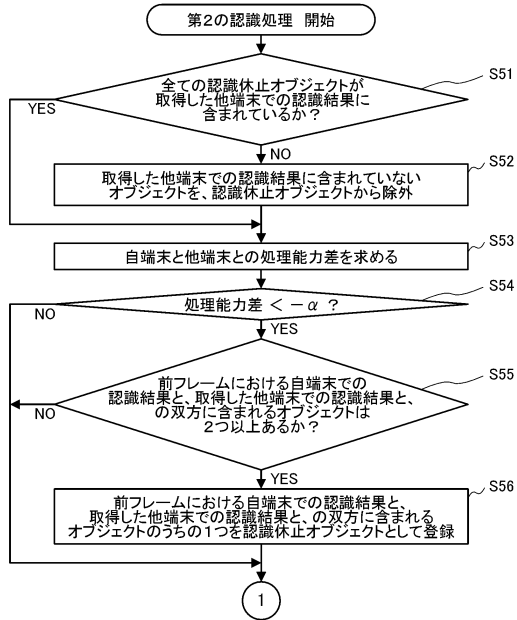 第2の認識処理 開始
S51
全ての認識休止オブジェクトが
取得した他端末での認識結果に
含まれているか?
YES
NO
S52
取得した他端末での認識結果に含まれていない
オブジェクトを、認識休止オブジェクトから除外
S53
自端末と他端末との処理能力差を求める
S54
処理能力差 < -α ?
NO
YES
S55
前フレームにおける自端末での
認識結果と、取得した他端末での認識結果と、
の双方に含まれるオブジェクトは
2つ以上あるか?
NO
YES
S56
前フレームにおける自端末での認識結果と、
取得した他端末での認識結果と、の双方に含まれる
オブジェクトのうちの1つを認識休止オブジェクトとして登録
1